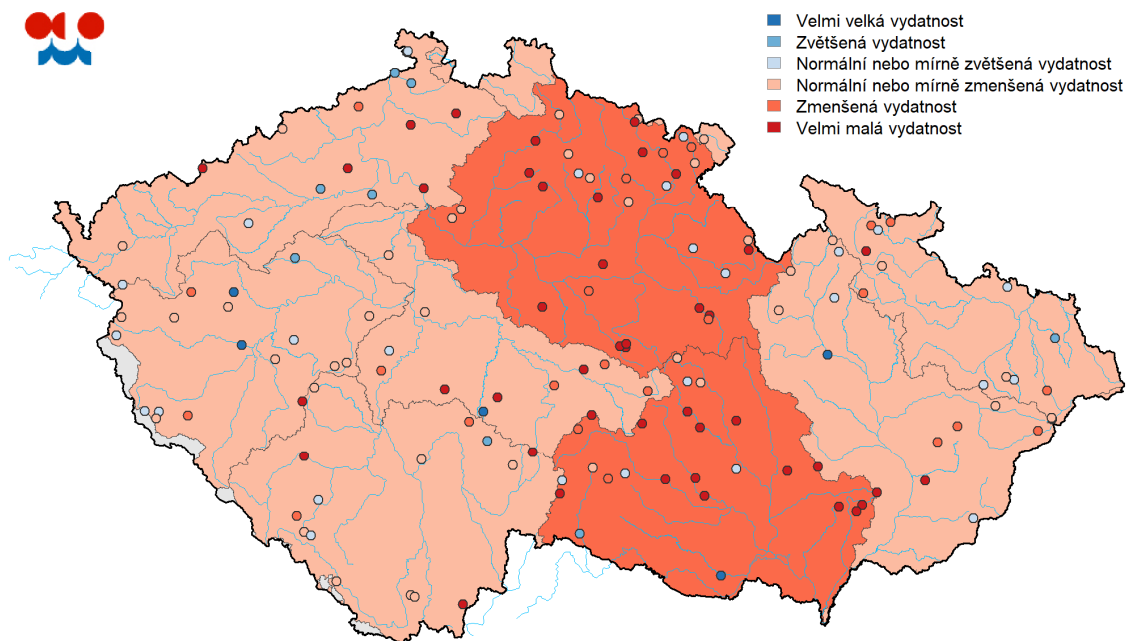 Velmi velká vydatnost
Zvětšená vydatnost
Normální nebo mírně zvětšená vydatnost
Normální nebo mírně zmenšená vydatnost
Zmenšená vydatnost
Velmi malá vydatnost